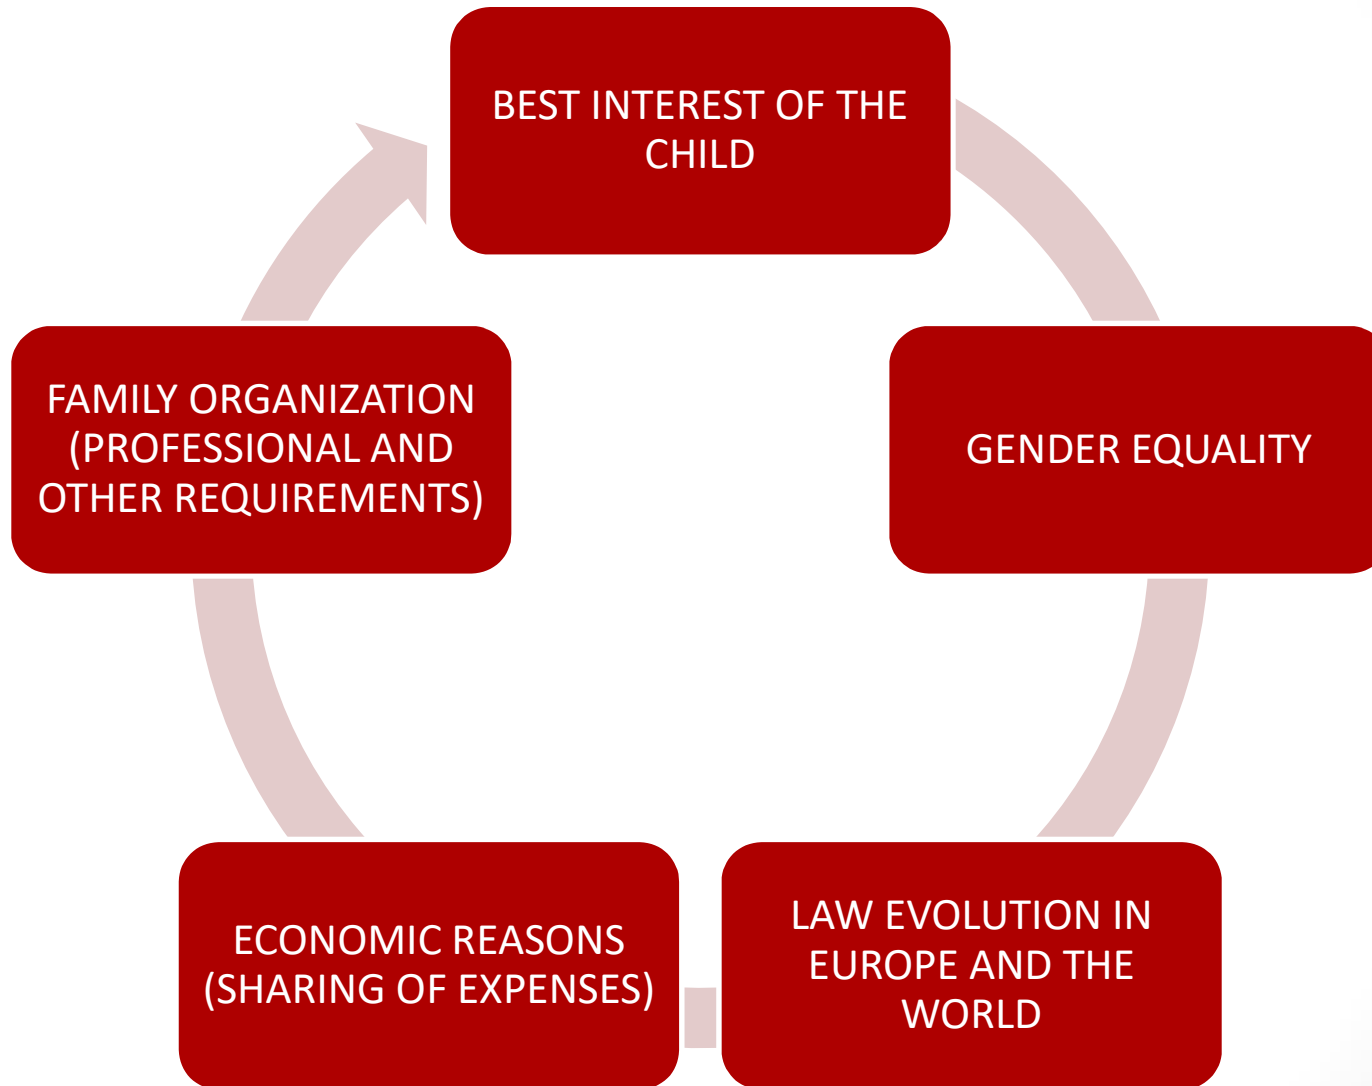 BEST INTEREST OF THE
CHILD
GENDER EQUALITY
LAW EVOLUTION IN
EUROPE AND THE
WORLD
ECONOMIC REASONS
(SHARING OF EXPENSES)
FAMILY ORGANIZATION
(PROFESSIONAL AND
OTHER REQUIREMENTS)